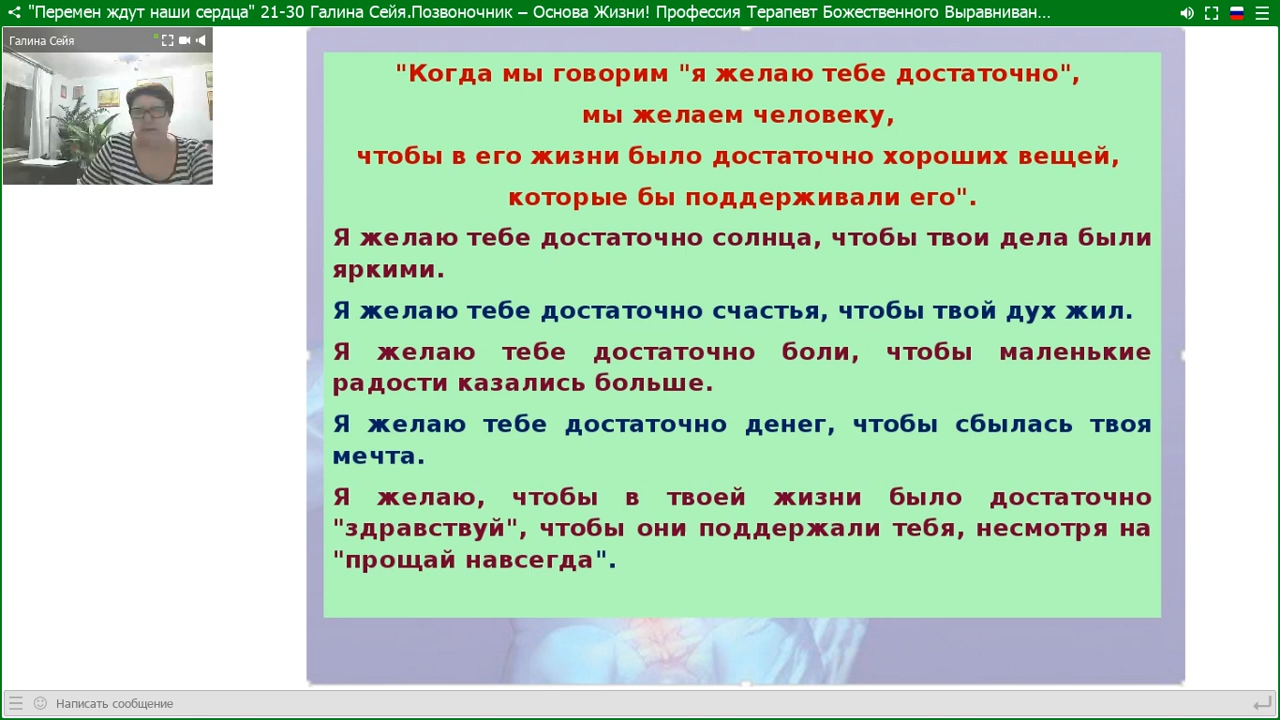 "Перемен ждут наши сердца" 21-30 Галина Сейя.Позвоночник – Основа Жизни! Профессия Терапевт Божественного Выравниван...
Галина Сейя
"Когда мы говорим "я желаю тебе достаточно",
мы желаем человеку,
чтобы в его жизни было достаточно хороших вещей,
которые бы поддерживали его".
Я желаю тебе достаточно солнца, чтобы твои дела были
яркими.
Я желаю тебе достаточно счастья, чтобы твой дух жил.
Я желаю тебе достаточно боли, чтобы маленькие
радости казались больше.
Я желаю тебе достаточно денег, чтобы сбылась твоя
мечта.
Я желаю, чтобы в твоей жизни было достаточно
"здравствуй", чтобы они поддержали тебя, несмотря на
"прощай навсегда".
Написать сообщение